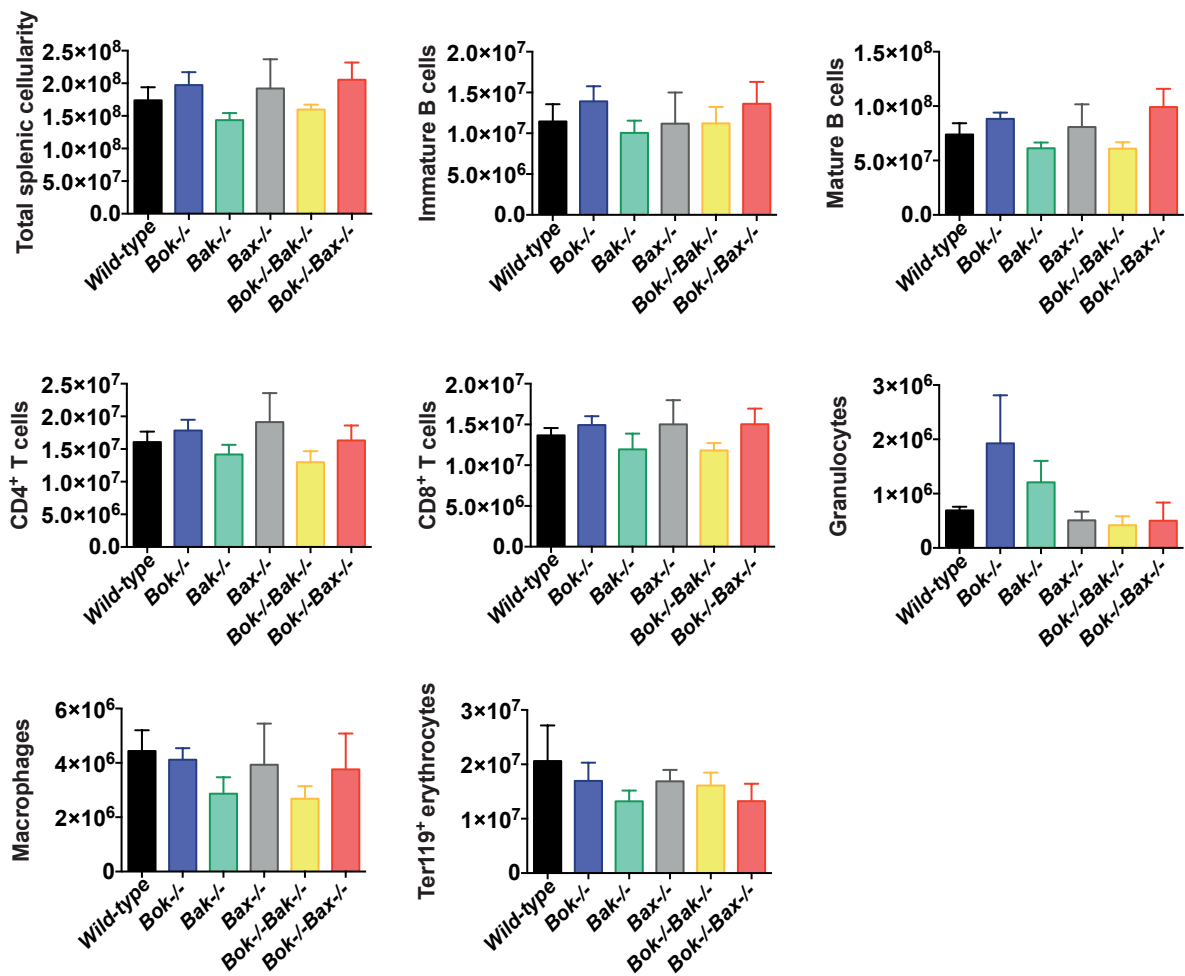 Total splenic cellularity
2.5×10⁸
2.0×10⁸
1.5×10⁸
1.0×10⁸
5.0×10⁷
0.0
Wild-type
Bok-/-
Bak-/-
Bax-/-
Bok-/-Bak-/-
Bok-/-Bax-/-
Immature B cells
2.0×10⁷
1.5×10⁷
1.0×10⁷
5.0×10⁶
0.0
Wild-type
Bok-/-
Bak-/-
Bax-/-
Bok-/-Bak-/-
Bok-/-Bax-/-
Mature B cells
1.5×10⁸
1.0×10⁸
5.0×10⁷
0.0
Wild-type
Bok-/-
Bak-/-
Bax-/-
Bok-/-Bak-/-
Bok-/-Bax-/-
CD4⁺ T cells
2.5×10⁷
2.0×10⁷
1.5×10⁷
1.0×10⁷
5.0×10⁶
0.0
Wild-type
Bok-/-
Bak-/-
Bax-/-
Bok-/-Bak-/-
Bok-/-Bax-/-
CD8⁺ T cells
2.0×10⁷
1.5×10⁷
1.0×10⁷
5.0×10⁶
0.0
Wild-type
Bok-/-
Bak-/-
Bax-/-
Bok-/-Bak-/-
Bok-/-Bax-/-
Granulocytes
3×10⁶
2×10⁶
1×10⁶
0
Wild-type
Bok-/-
Bak-/-
Bax-/-
Bok-/-Bak-/-
Bok-/-Bax-/-
Macrophages
6×10⁶
4×10⁶
2×10⁶
0
Wild-type
Bok-/-
Bak-/-
Bax-/-
Bok-/-Bak-/-
Bok-/-Bax-/-
Ter119⁺ erythrocytes
3×10⁷
2×10⁷
1×10⁷
0
Wild-type
Bok-/-
Bak-/-
Bax-/-
Bok-/-Bak-/-
Bok-/-Bax-/-